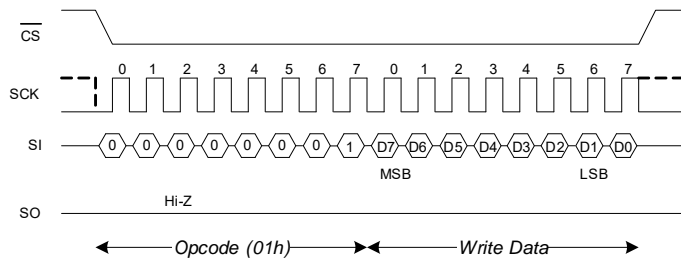 CS
0 1 2 3 4 5 6 7 0 1 2 3 4 5 6 7
SCK
SI 0 0 0 0 0 0 0 1 D7 D6 D5 D4 D3 D2 D1 D0
MSB LSB
Hi-Z
SO
Opcode (01h) Write Data